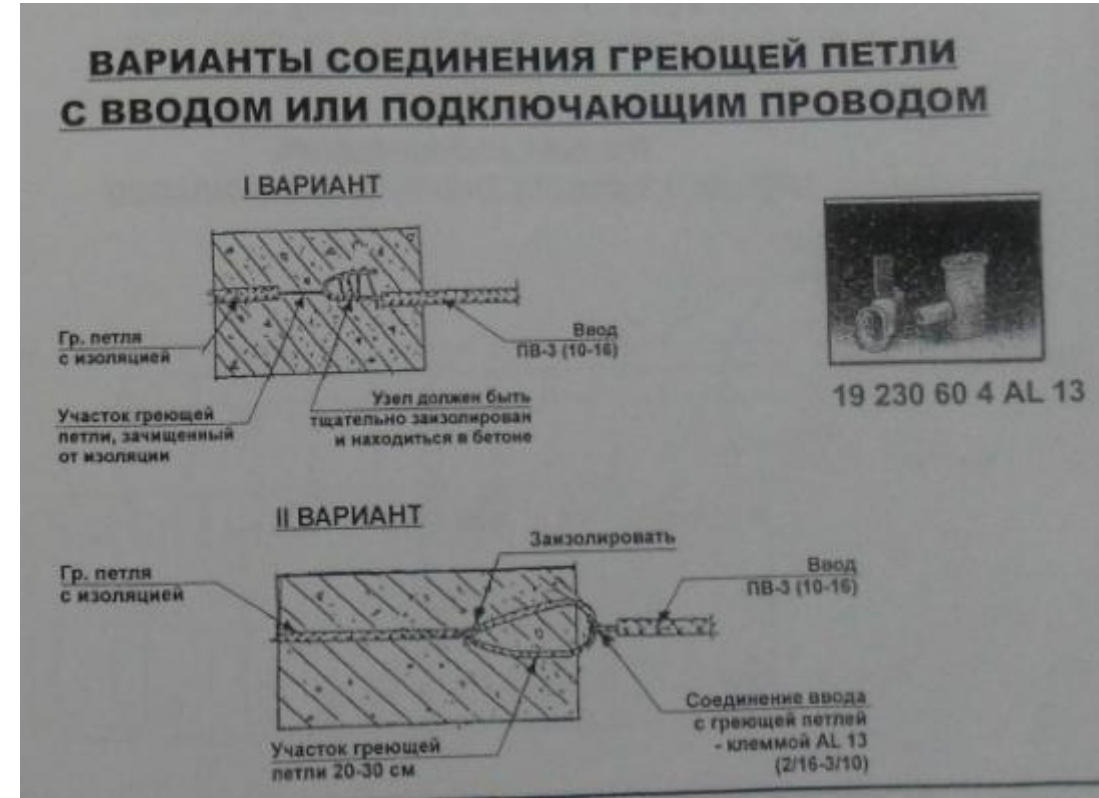 ВАРИАНТЫ СОЕДИНЕНИЯ ГРЕЮЩЕЙ ПЕТЛИ
С ВВОДОМ ИЛИ ПОДКЛЮЧАЮЩИМ ПРОВОДОМ
I ВАРИАНТ
Гр. петля
с изоляцией
Ввод
ПВ-3 (10-16)
Участок греющей
петли, зачищенный
от изоляции
Узел должен быть
тщательно заизолирован
и находиться в бетоне
19 230 60 4 AL 13
II ВАРИАНТ
Заизолировать
Гр. петля
с изоляцией
Ввод
ПВ-3 (10-16)
Участок греющей
петли 20-30 см
Соединение ввода
с греющей петлей
- клеммой AL 13
(2/16-3/10)